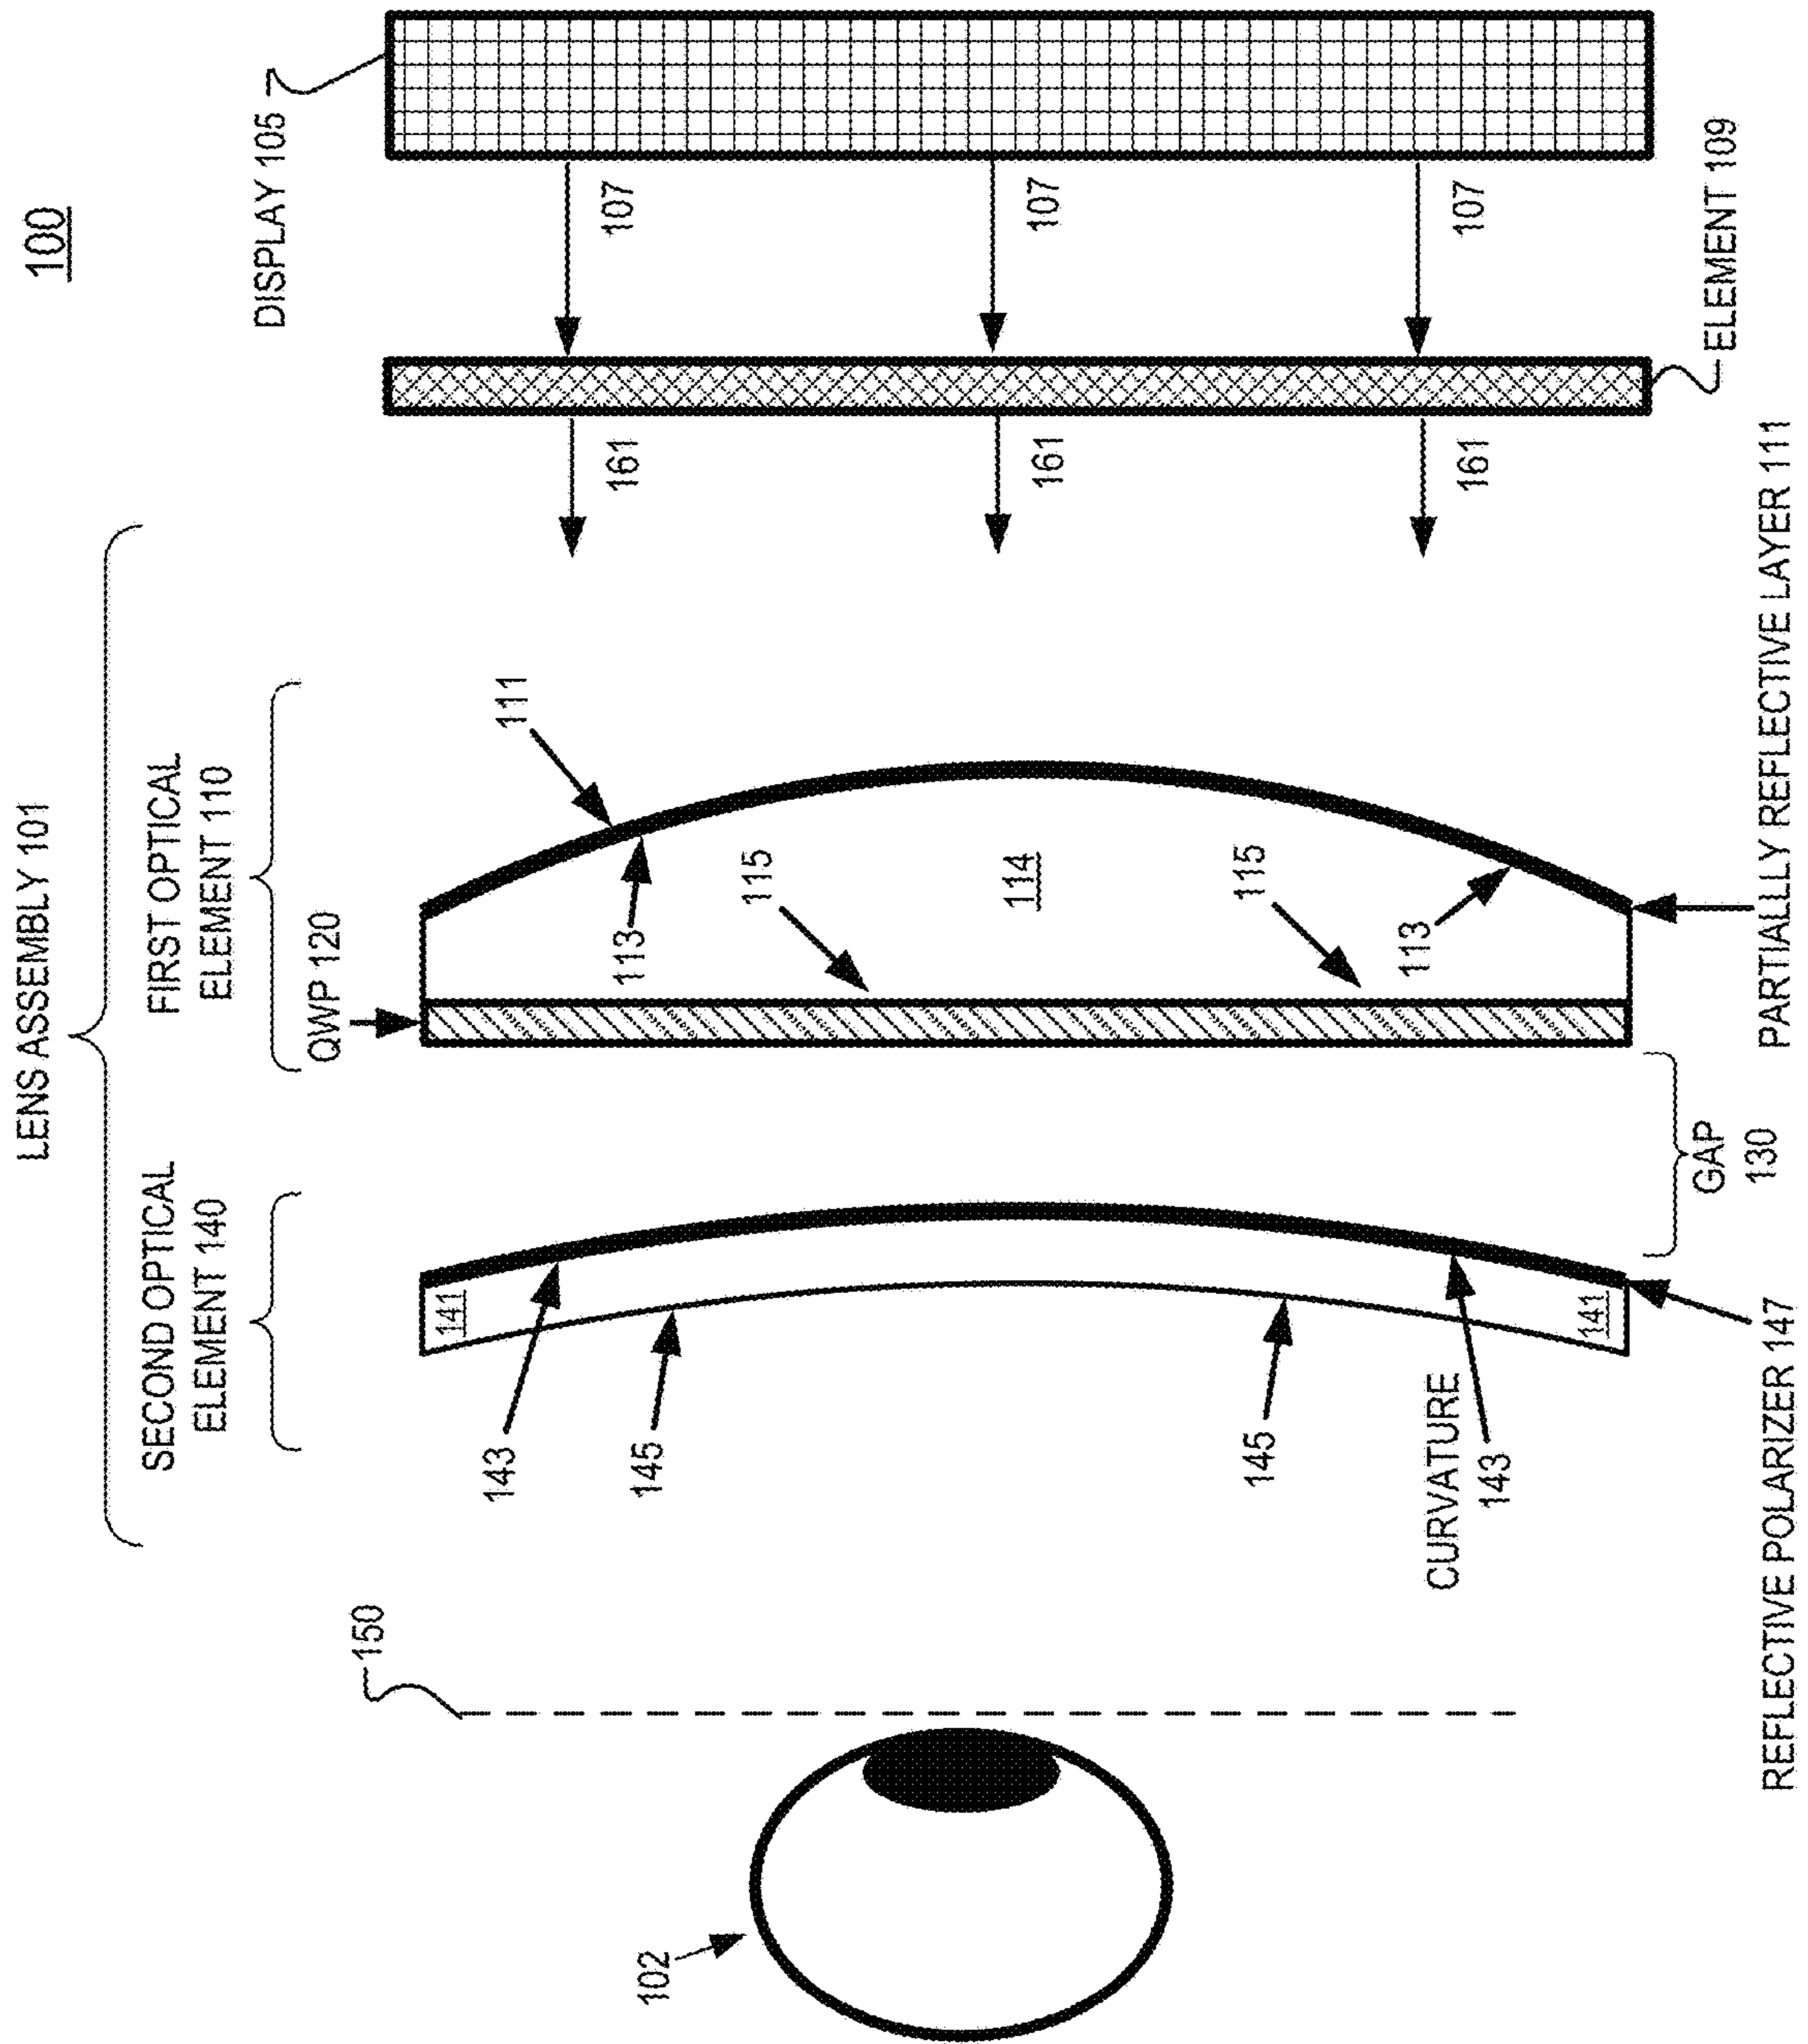 LENS ASSEMBLY 101
100
SECOND OPTICAL
ELEMENT 140
FIRST OPTICAL
ELEMENT 110
DISPLAY 105
QWP 120
150
141
143
145
111
113
115
107
161
102
114
107
161
145
115
CURVATURE
143
113
107
161
141
GAP
130
ELEMENT 109
REFLECTIVE POLARIZER 147
PARTIALLLY REFLECTIVE LAYER 111